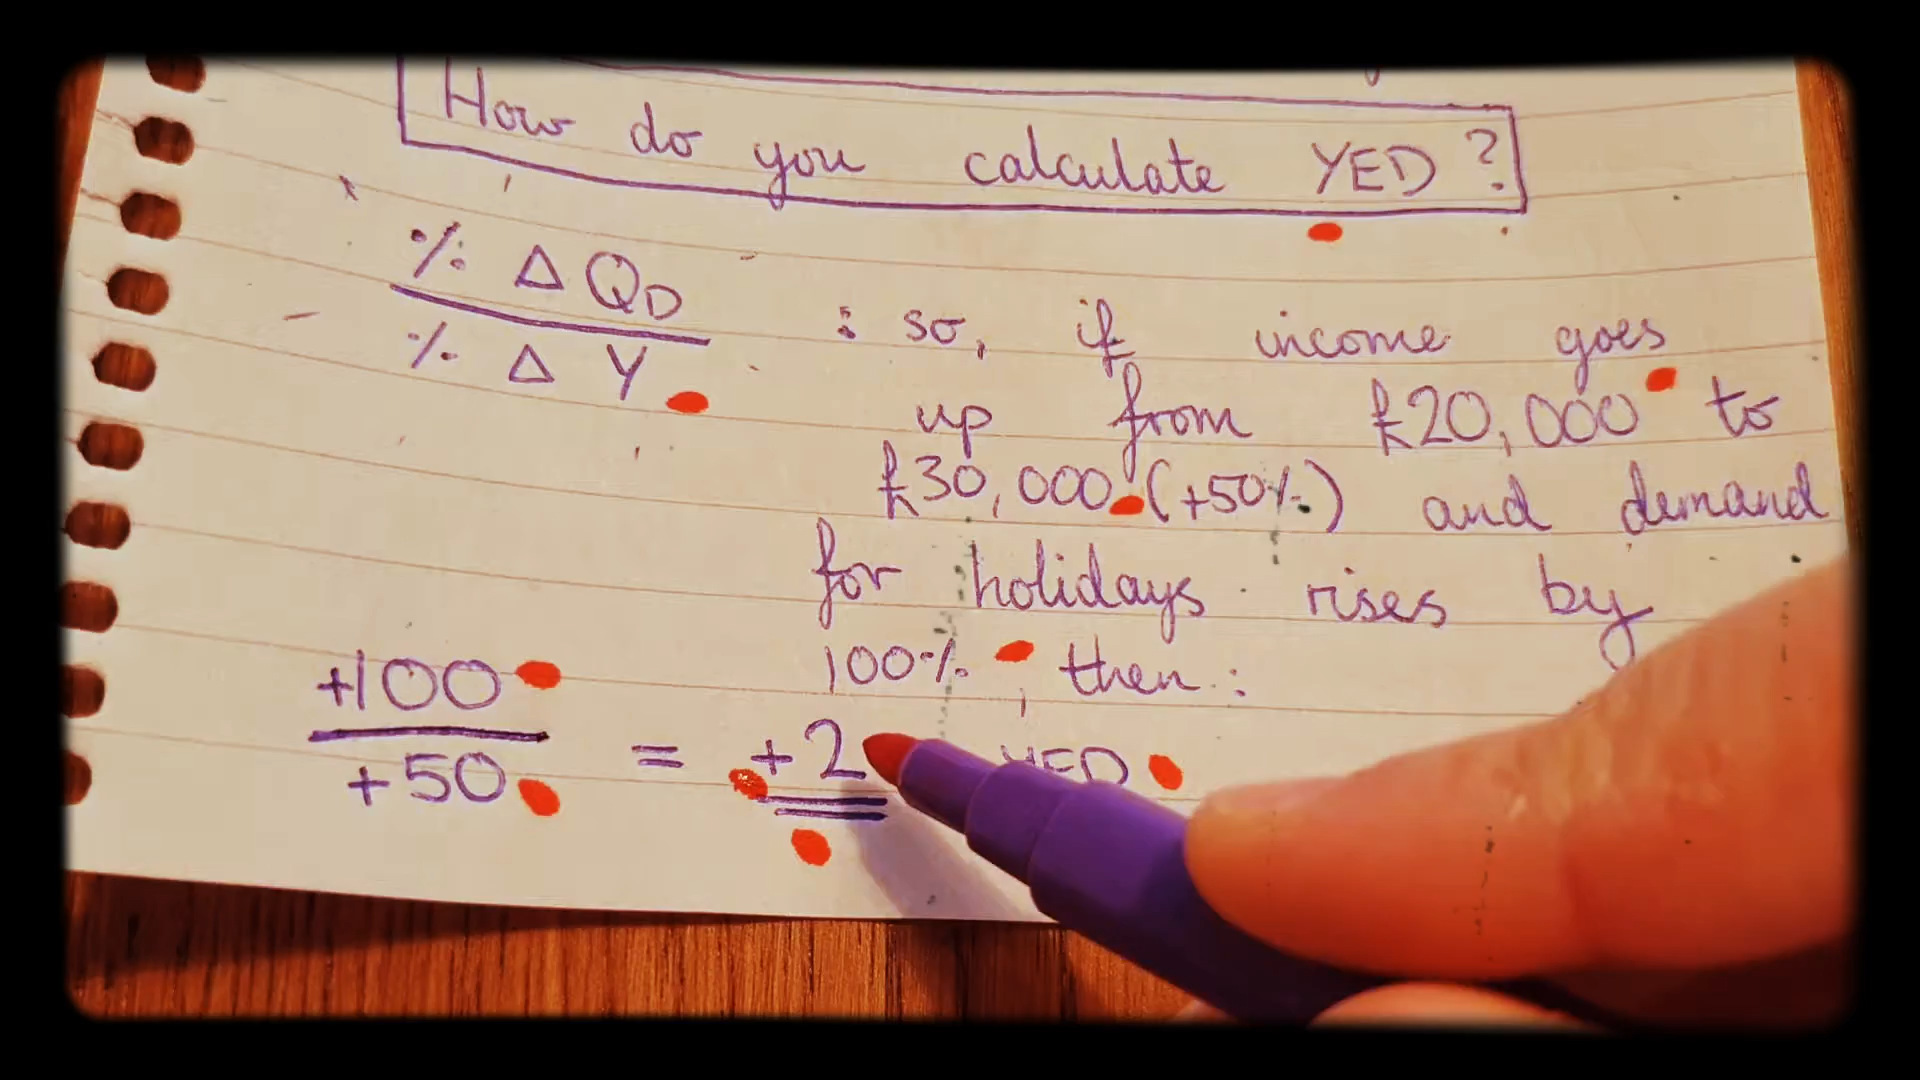 How do you calculate YED?
% Δ QD
% Δ Y
: so, if income goes
up from £20,000 to
£30,000 (+50%) and demand
for holidays rises by
100%, then:
+100
+50
= +2 YED